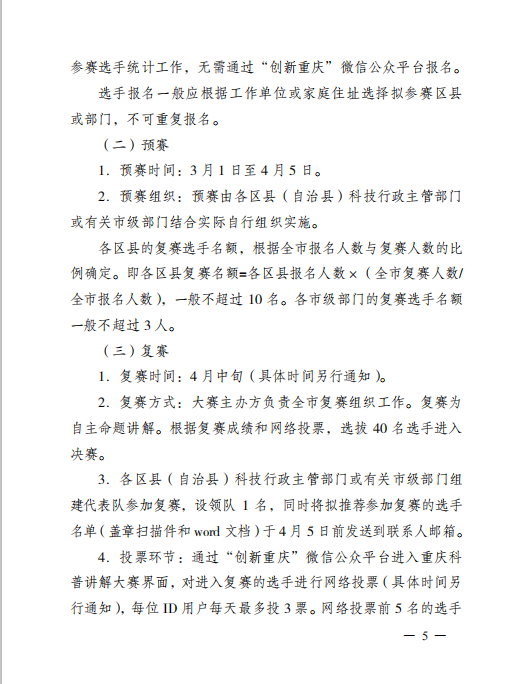 参赛选手统计工作，无需通过“创新重庆”微信公众平台报名。
选手报名一般应根据工作单位或家庭住址选择拟参赛区县
或部门，不可重复报名。
（二）预赛
1．预赛时间：3 月 1 日至 4 月 5 日。
2．预赛组织：预赛由各区县（自治县）科技行政主管部门
或有关市级部门结合实际自行组织实施。
各区县的复赛选手名额，根据全市报名人数与复赛人数的比
例确定。即各区县复赛名额=各区县报名人数×（全市复赛人数/
全市报名人数），一般不超过 10 名。各市级部门的复赛选手名额
一般不超过 3 人。
（三）复赛
1．复赛时间：4 月中旬（具体时间另行通知）。
2．复赛方式：大赛主办方负责全市复赛组织工作。复赛为
自主命题讲解。根据复赛成绩和网络投票，选拔 40 名选手进入
决赛。
3．各区县（自治县）科技行政主管部门或有关市级部门组
建代表队参加复赛，设领队 1 名，同时将拟推荐参加复赛的选手
名单（盖章扫描件和 word 文档）于 4 月 5 日前发送到联系人邮箱。
4．投票环节：通过“创新重庆”微信公众平台进入重庆科
普讲解大赛界面，对进入复赛的选手进行网络投票（具体时间另
行通知），每位 ID 用户每天最多投 3 票。网络投票前 5 名的选手
— 5 —